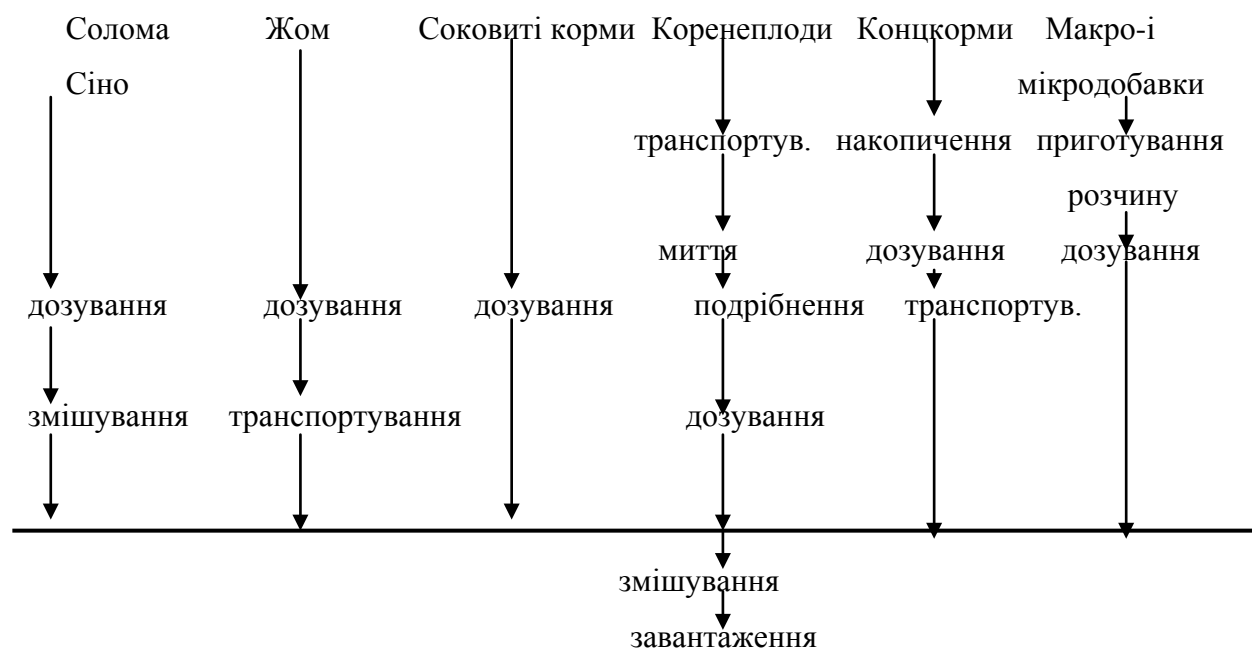 Солома Жом Соковиті корми Коренеплоди Концкорми Макро-і
Сіно мікродобавки
транспортув. накопичення приготування
розчину
миття дозування дозування
дозування дозування дозування подрібнення транспортув.
змішування транспортування дозування
змішування
завантаження